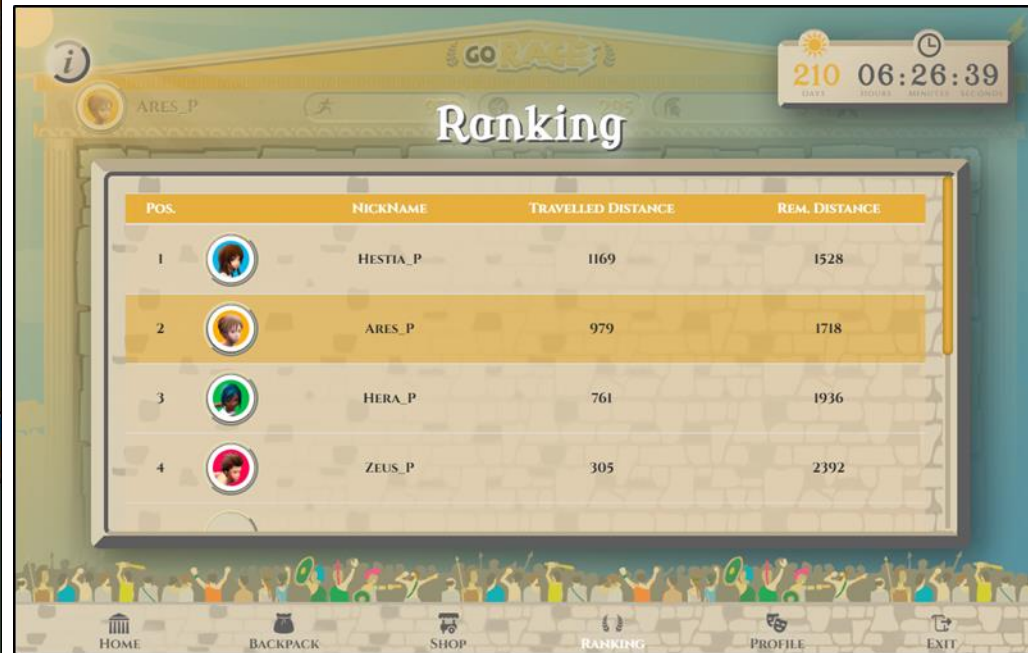 i
GO RACE
210 06:26:39
DAYS HOURS MINUTES SECONDS
ARES_P
295
Ranking
POS. NICKNAME TRAVELLED DISTANCE REM. DISTANCE
1 HESTIA_P 1169 1528
2 ARES_P 979 1718
3 HERA_P 761 1936
4 ZEUS_P 305 2392
HOME BACKPACK SHOP RANKING PROFILE EXIT